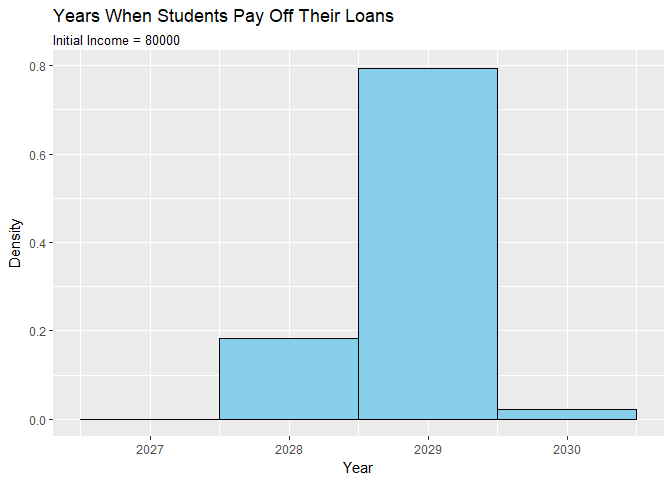 Years When Students Pay Off Their Loans
Initial Income = 80000
0.8
0.6
0.4
0.2
0.0
Density
2027 2028 2029 2030
Year